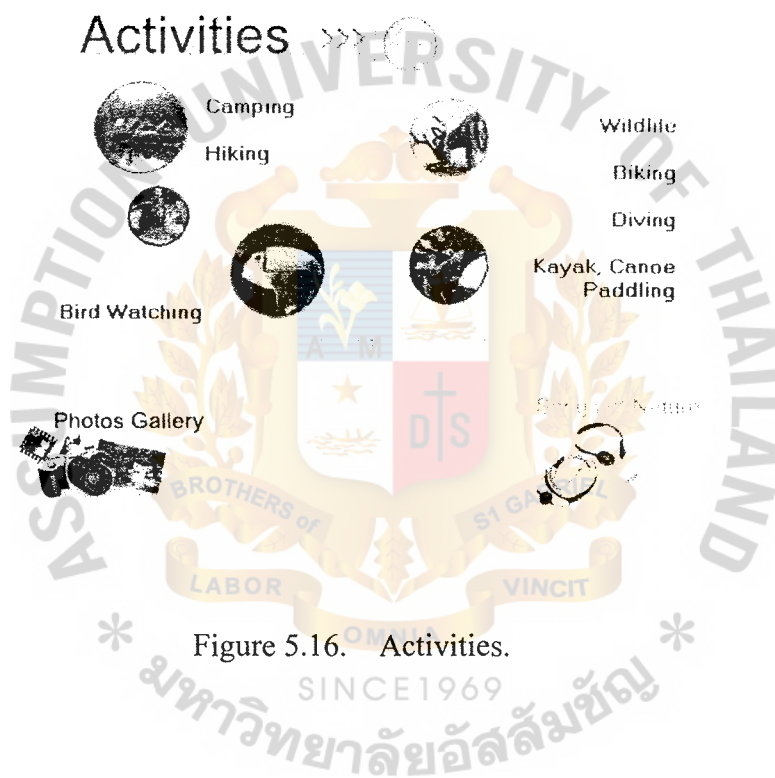 Activities >>>
Camping
Hiking
Wildlife
Biking
Diving
Kayak, Canoe
Paddling
Bird Watching
Photos Gallery
Figure 5.16. Activities.
ASSUMPTION UNIVERSITY OF THAILAND
A M
D S
BROTHERS of ST GABRIEL
LABOR
OMNIA
VINCIT
* SINCE 1969 *
มหาวิทยาลัยอัสสัมชัญ